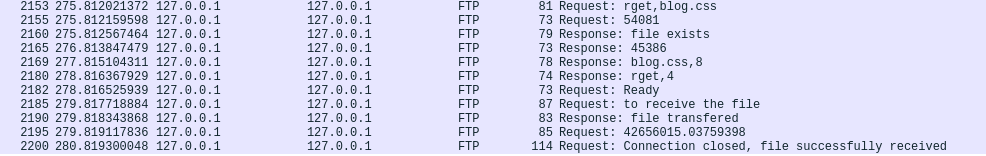 2153 275.812021372 127.0.0.1 127.0.0.1 FTP 81 Request: rget,blog.css
2155 275.812159598 127.0.0.1 127.0.0.1 FTP 73 Request: 54081
2160 275.812567464 127.0.0.1 127.0.0.1 FTP 79 Response: file exists
2165 276.813847479 127.0.0.1 127.0.0.1 FTP 73 Response: 45386
2169 277.815104311 127.0.0.1 127.0.0.1 FTP 78 Response: blog.css,8
2180 278.816367929 127.0.0.1 127.0.0.1 FTP 74 Response: rget,4
2182 278.816525939 127.0.0.1 127.0.0.1 FTP 73 Request: Ready
2185 279.817718884 127.0.0.1 127.0.0.1 FTP 87 Request: to receive the file
2190 279.818343868 127.0.0.1 127.0.0.1 FTP 83 Response: file transfered
2195 279.819117836 127.0.0.1 127.0.0.1 FTP 85 Request: 42656015.03759398
2200 280.819300048 127.0.0.1 127.0.0.1 FTP 114 Request: Connection closed, file successfully received